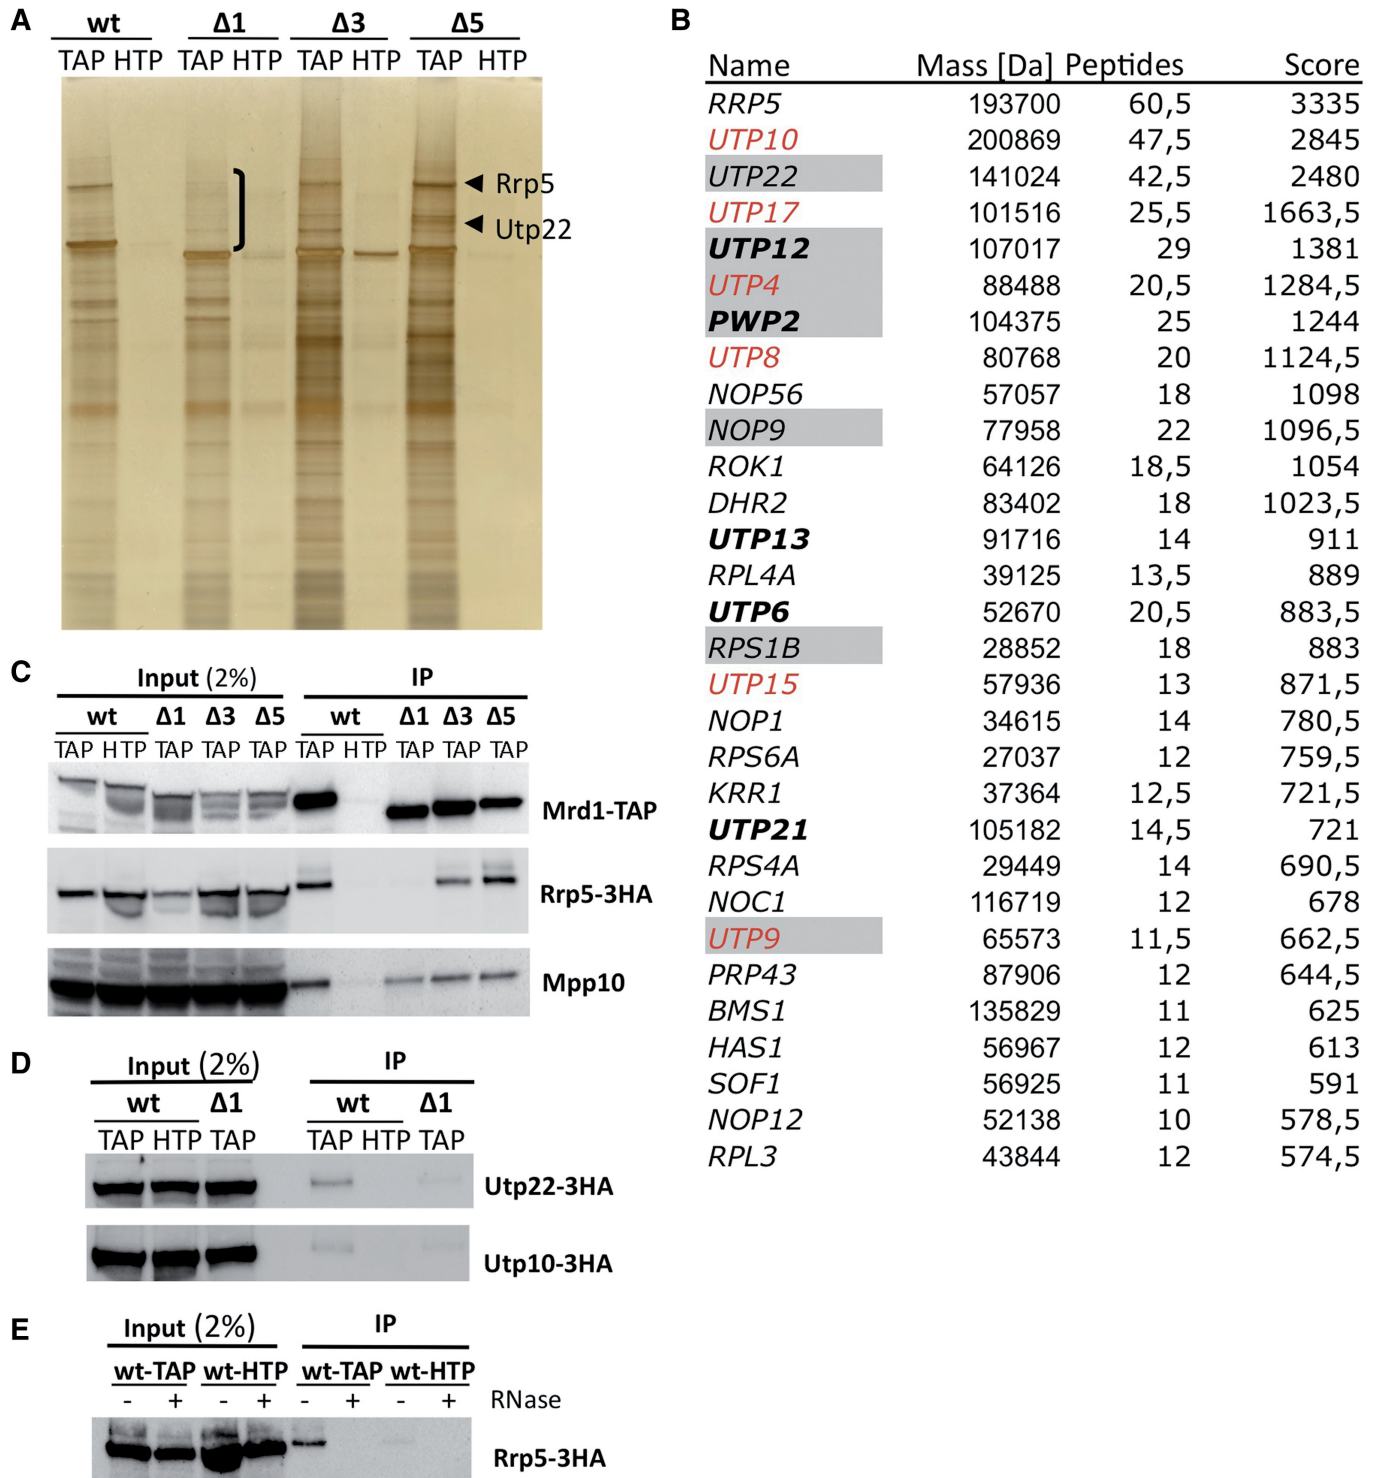 A
wt Δ1 Δ3 Δ5
TAP HTP TAP HTP TAP HTP TAP HTP
Rrp5
Utp22
B
Name Mass [Da] Peptides Score
RRP5 193700 60,5 3335
UTP10 200869 47,5 2845
UTP22 141024 42,5 2480
UTP17 101516 25,5 1663,5
UTP12 107017 29 1381
UTP4 88488 20,5 1284,5
PWP2 104375 25 1244
UTP8 80768 20 1124,5
NOP56 57057 18 1098
NOP9 77958 22 1096,5
ROK1 64126 18,5 1054
DHR2 83402 18 1023,5
UTP13 91716 14 911
RPL4A 39125 13,5 889
UTP6 52670 20,5 883,5
RPS1B 28852 18 883
UTP15 57936 13 871,5
NOP1 34615 14 780,5
RPS6A 27037 12 759,5
KRR1 37364 12,5 721,5
UTP21 105182 14,5 721
RPS4A 29449 14 690,5
NOC1 116719 12 678
UTP9 65573 11,5 662,5
PRP43 87906 12 644,5
BMS1 135829 11 625
HAS1 56967 12 613
SOF1 56925 11 591
NOP12 52138 10 578,5
RPL3 43844 12 574,5
C
Input (2%) IP
wt Δ1 Δ3 Δ5 wt Δ1 Δ3 Δ5
TAP HTP TAP TAP TAP TAP HTP TAP TAP TAP
Mrd1-TAP
Rrp5-3HA
Mpp10
D
Input (2%) IP
wt Δ1 wt Δ1
TAP HTP TAP TAP HTP TAP
Utp22-3HA
Utp10-3HA
E
Input (2%) IP
wt-TAP wt-HTP wt-TAP wt-HTP
- + - + - + - + RNase
Rrp5-3HA